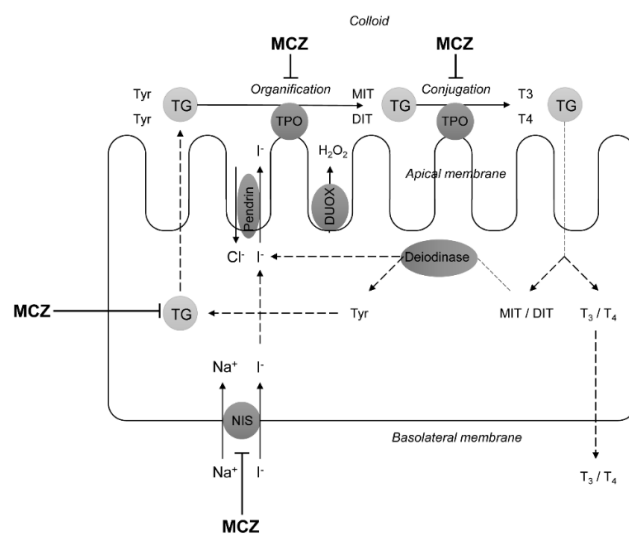 Colloid
MCZ MCZ
Tyr Organification MIT Conjugation T3
TG TG TG
Tyr TPO DIT TPO T4
I⁻ H₂O₂
Apical membrane
Pendrin DUOX
Cl⁻ I⁻ Deiodinase
MCZ TG Tyr MIT / DIT T₃ / T₄
Na⁺ I⁻
NIS
Basolateral membrane
Na⁺ I⁻ T₃ / T₄
MCZ